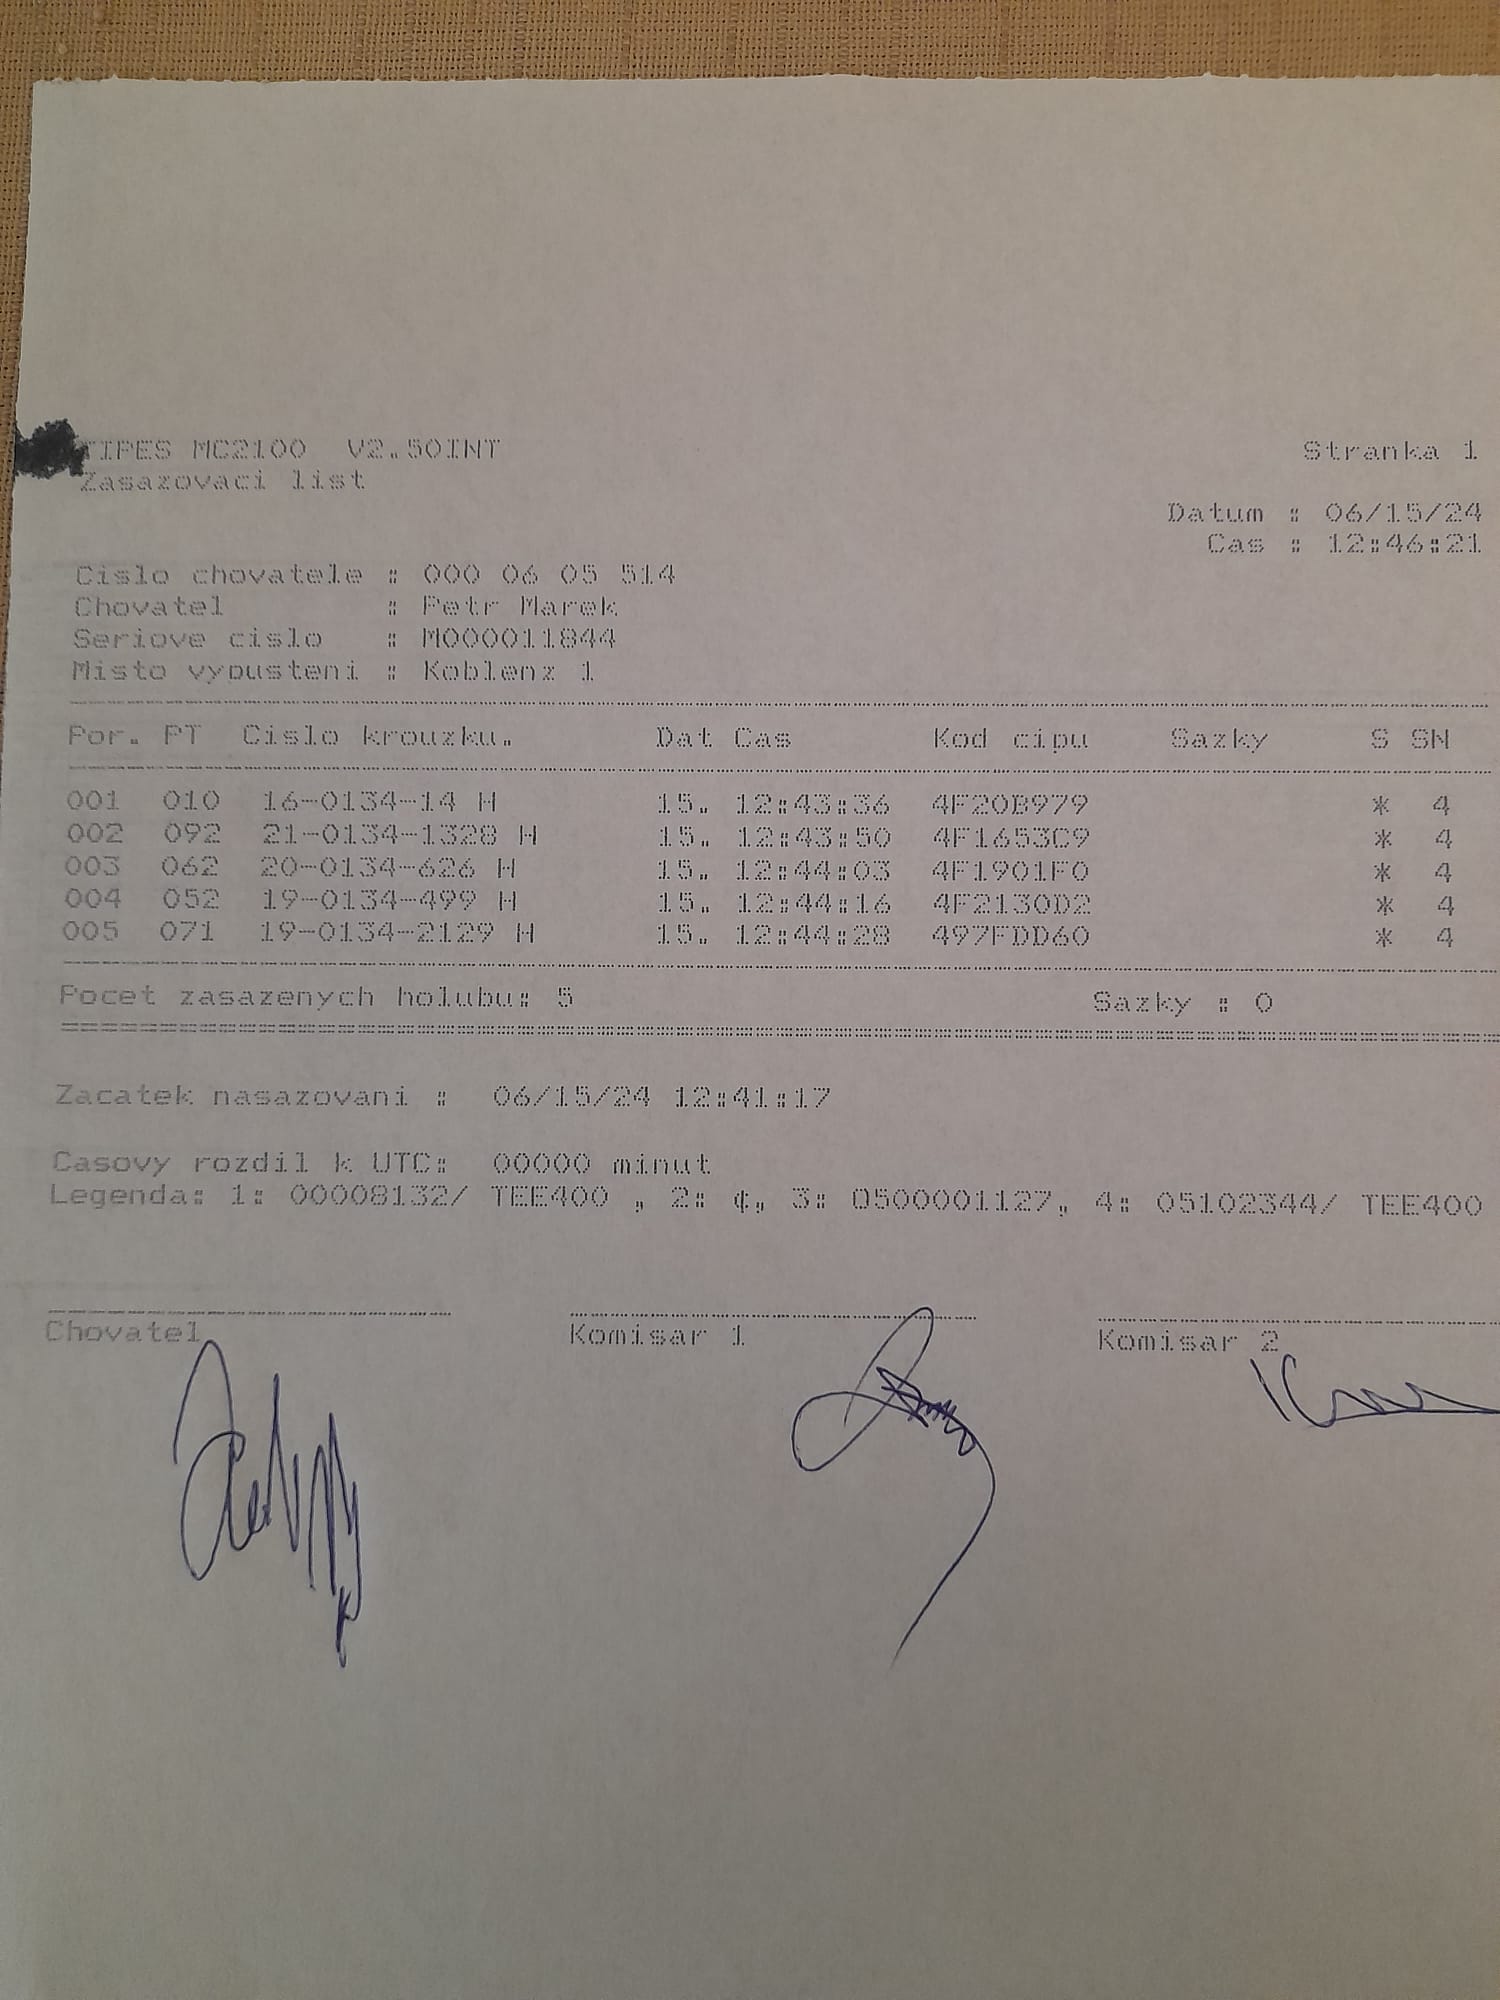 TIPES MC2100  V2.50INT                                        Stranka 1
Zasazovaci list
Datum : 06/15/24
Cas : 12:46:21
Cislo chovatele : 000 06 05 514
Chovatel        : Petr Marek
Seriove cislo   : M000011844
Misto vypusteni : Koblenz 1
Por. PT  Cislo krouzku.       Dat Cas       Kod cipu    Sazky     S SN
001  010  16-0134-14 H        15. 12:43:36  4F20B979              *  4
002  092  21-0134-1328 H      15. 12:43:50  4F1653C9              *  4
003  062  20-0134-626 H       15. 12:44:03  4F1901F0              *  4
004  052  19-0134-499 H       15. 12:44:16  4F2130D2              *  4
005  071  19-0134-2129 H      15. 12:44:28  497FDD60              *  4
Pocet zasazenych holubu: 5                          Sazky : 0
Zacatek nasazovani :  06/15/24 12:41:17
Casovy rozdil k UTC:  00000 minut
Legenda: 1: 00008132/ TEE400 , 2: ¢, 3: 0500001127, 4: 05102344/ TEE400
Chovatel                   Komisar 1                  Komisar 2